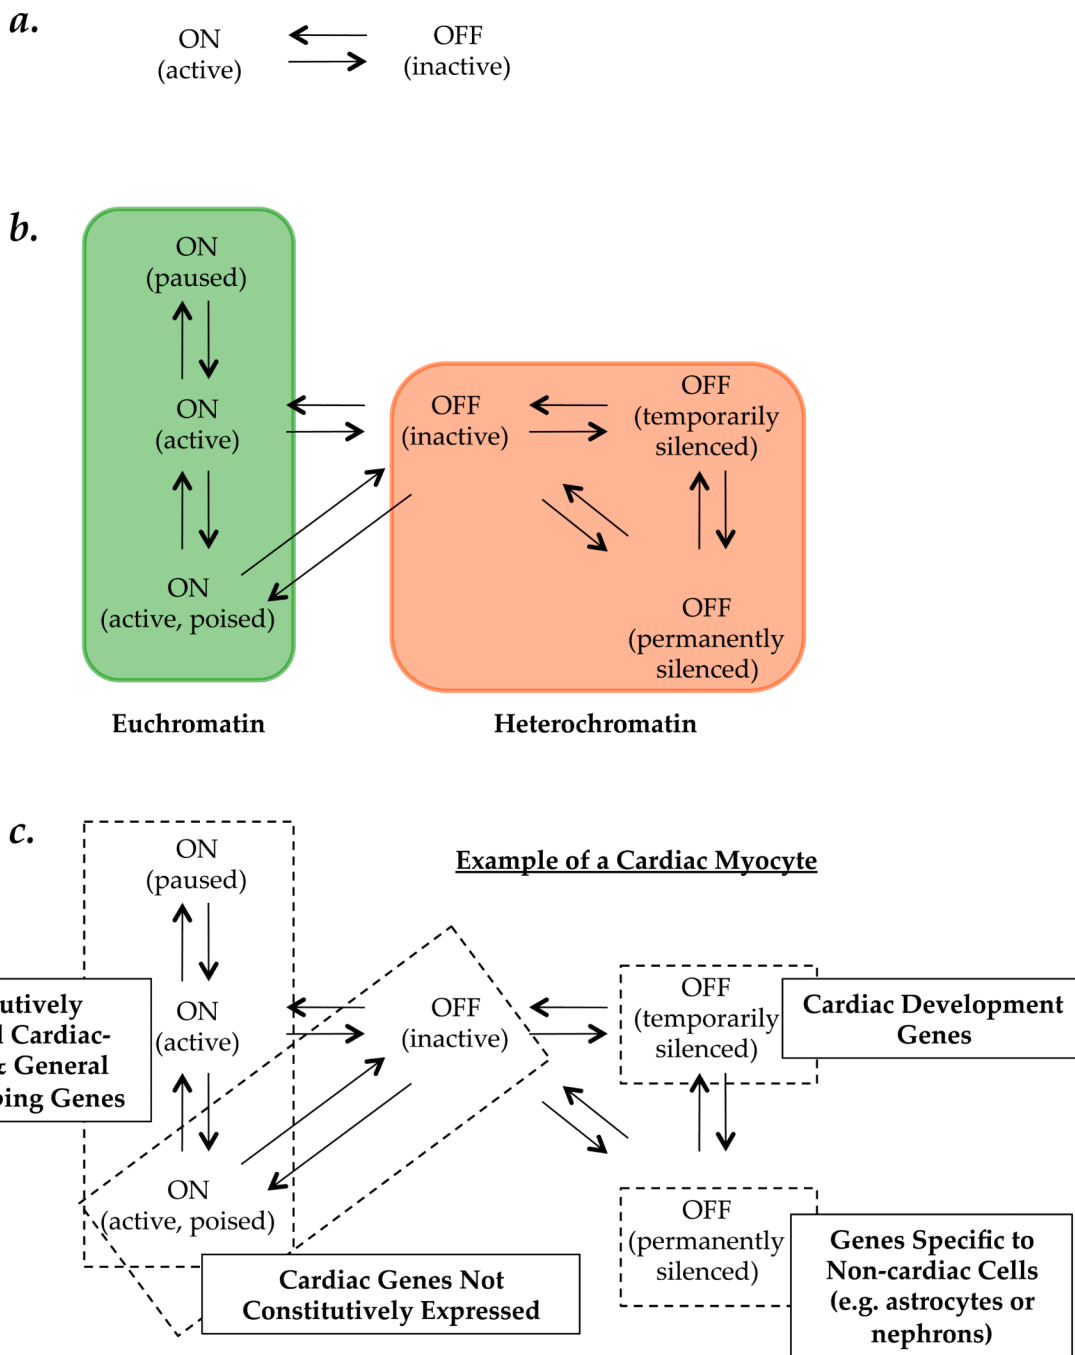 a.
ON
(active)
OFF
(inactive)
b.
ON
(paused)
ON
(active)
ON
(active, poised)
OFF
(inactive)
OFF
(temporarily
silenced)
OFF
(permanently
silenced)
Euchromatin
Heterochromatin
c.
Example of a Cardiac Myocyte
ON
(paused)
ON
(active)
ON
(active, poised)
OFF
(inactive)
OFF
(temporarily
silenced)
OFF
(permanently
silenced)
Cardiac-
General
Genes
Cardiac Development
Genes
Cardiac Genes Not
Constitutively Expressed
Genes Specific to
Non-cardiac Cells
(e.g. astrocytes or
nephrons)